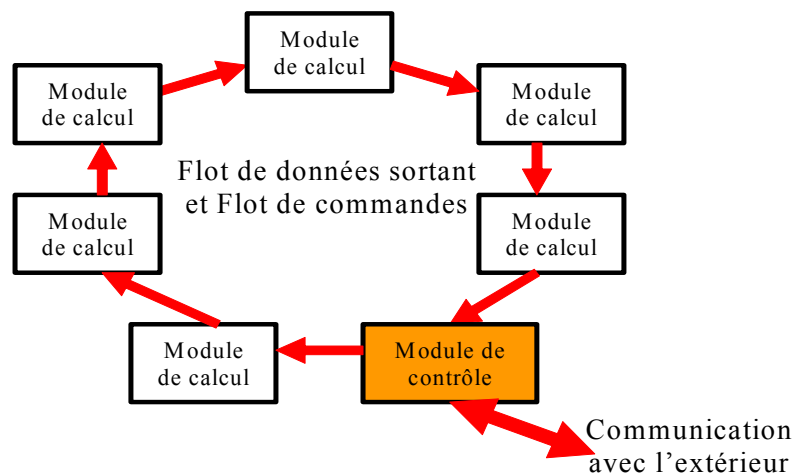 Module
de calcul
Module
de calcul
Module
de calcul
Flot de données sortant
et Flot de commandes
Module
de calcul
Module
de calcul
Module
de calcul
Module de
contrôle
Communication
avec l’extérieur